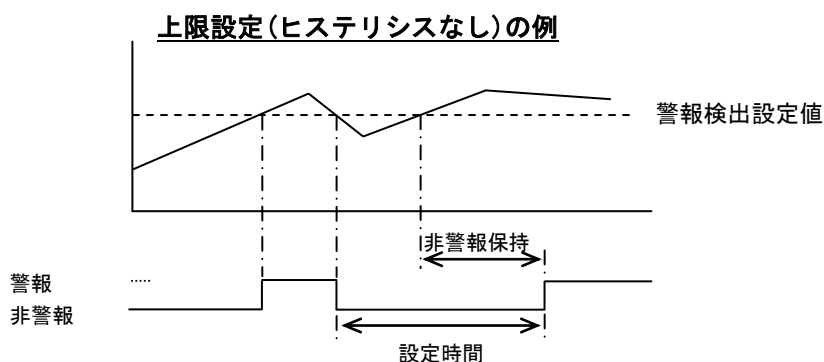 上限設定(ヒステリシスなし)の例
警報検出設定値
非警報保持
警報
非警報
設定時間